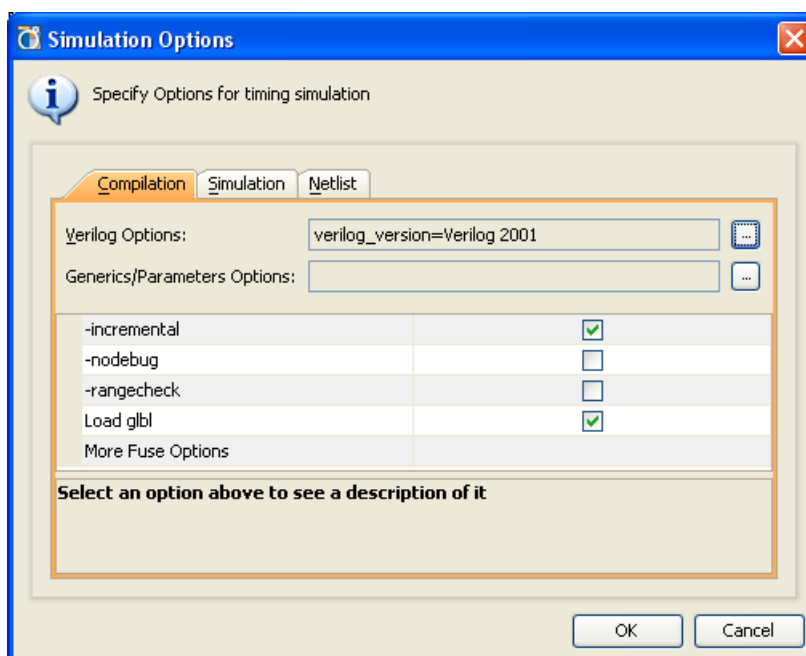 Simulation Options
Specify Options for timing simulation
Compilation Simulation Netlist
Verilog Options: verilog_version=Verilog 2001 ...
Generics/Parameters Options: ...
-incremental
-nodebug
-rangecheck
Load glbl
More Fuse Options
Select an option above to see a description of it
OK Cancel